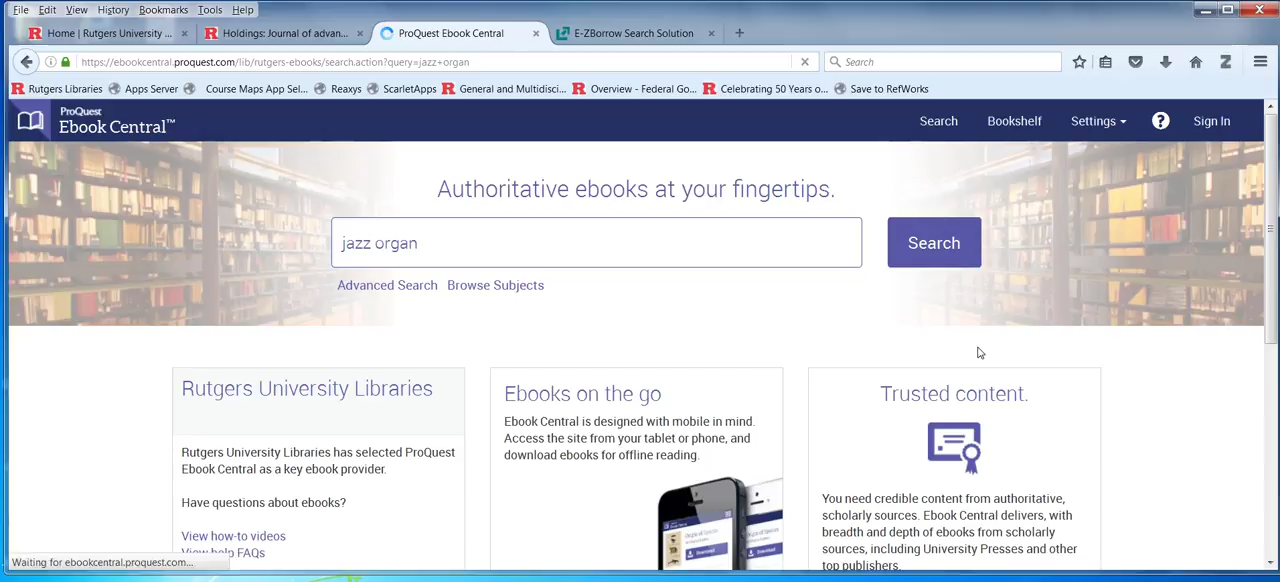 File Edit View History Bookmarks Tools Help
Home | Rutgers University ... × Holdings: Journal of advan... × ProQuest Ebook Central × E-ZBorrow Search Solution × +
https://ebookcentral.proquest.com/lib/rutgers-ebooks/search.action?query=jazz+organ × Search
Rutgers Libraries Apps Server Course Maps App Sel... Reaxys ScarletApps General and Multidisci... Overview - Federal Go... Celebrating 50 Years o... Save to RefWorks
ProQuest
Ebook Central™
Search Bookshelf Settings ? Sign In
Authoritative ebooks at your fingertips.
jazz organ
Search
Advanced Search Browse Subjects
Rutgers University Libraries
Rutgers University Libraries has selected ProQuest
Ebook Central as a key ebook provider.
Have questions about ebooks?
View how-to videos
View help FAQs
Ebooks on the go
Ebook Central is designed with mobile in mind.
Access the site from your tablet or phone, and
download ebooks for offline reading.
Trusted content.
You need credible content from authoritative,
scholarly sources. Ebook Central delivers, with
breadth and depth of ebooks from scholarly
sources, including University Presses and other
top publishers.
Waiting for ebookcentral.proquest.com...